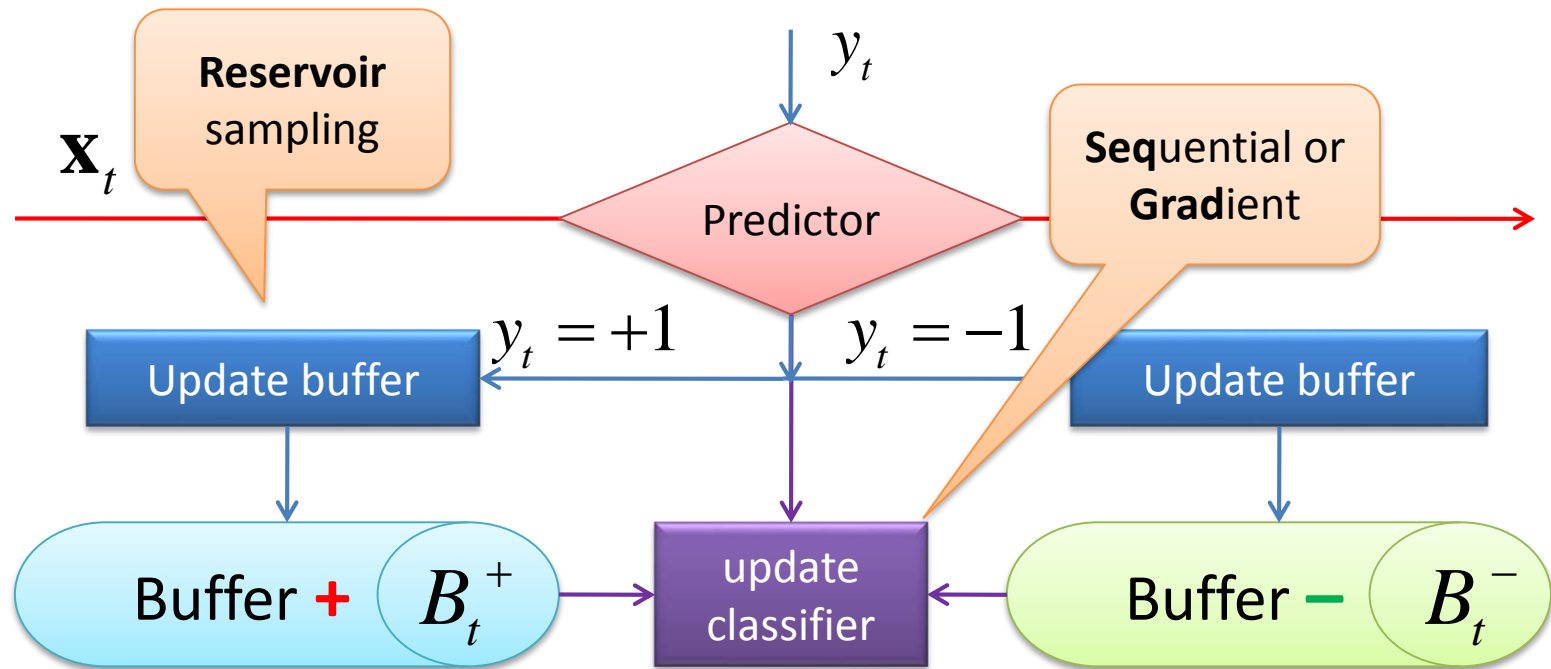 Reservoir
sampling
x_t
y_t
Sequential or
Gradient
Predictor
y_t = +1
y_t = −1
Update buffer
Update buffer
Buffer +
B_t^+
update
classifier
Buffer −
B_t^−